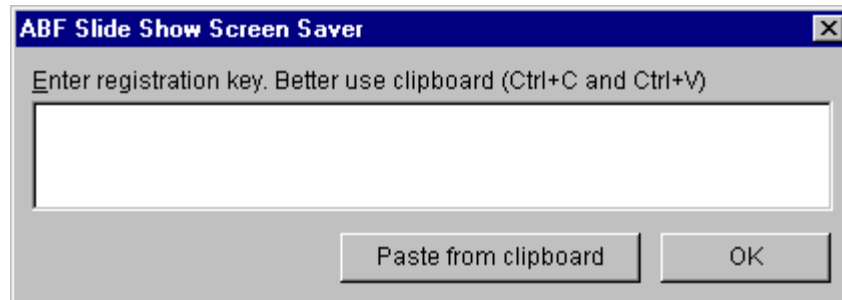 ABF Slide Show Screen Saver
Enter registration key. Better use clipboard (Ctrl+C and Ctrl+V)
Paste from clipboard OK